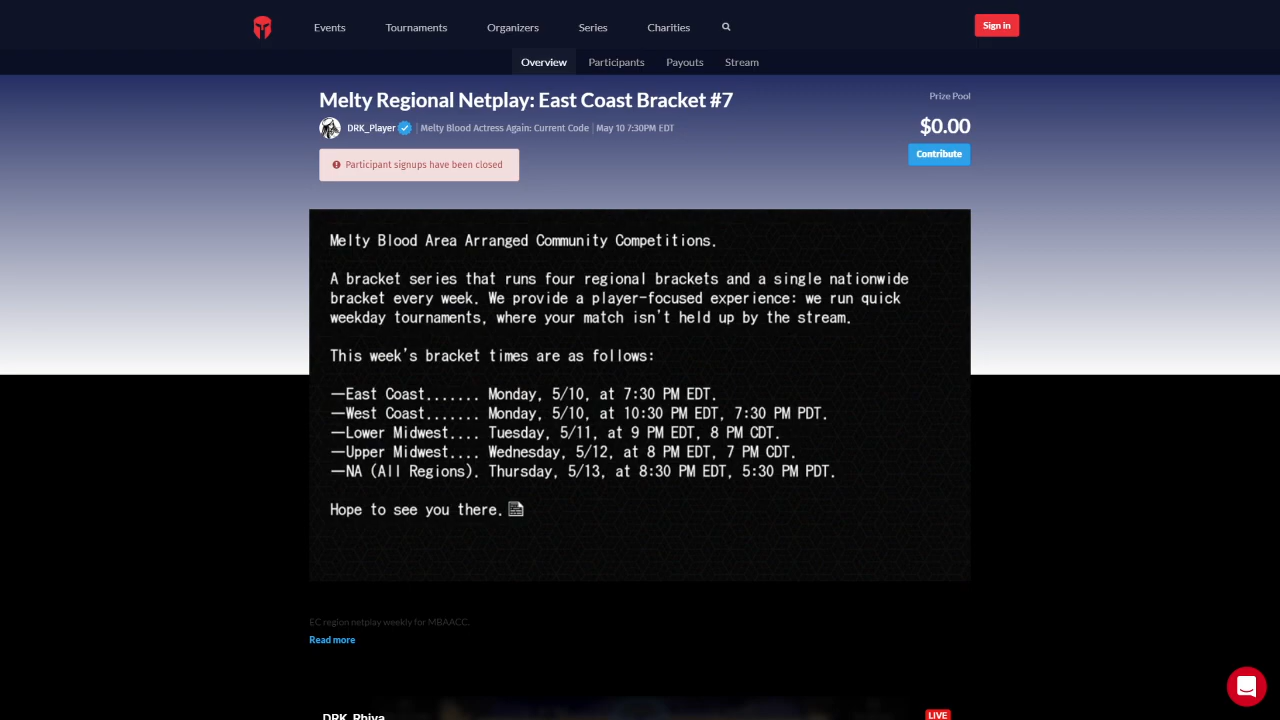 Events Tournaments Organizers Series Charities Sign in
Overview Participants Payouts Stream
Melty Regional Netplay: East Coast Bracket #7
Prize Pool
DRK_Player | Melty Blood Actress Again: Current Code | May 10 7:30PM EDT
$0.00
Contribute
Participant signups have been closed
Melty Blood Area Arranged Community Competitions.
A bracket series that runs four regional brackets and a single nationwide
bracket every week. We provide a player-focused experience: we run quick
weekday tournaments, where your match isn't held up by the stream.
This week's bracket times are as follows:
—East Coast....... Monday, 5/10, at 7:30 PM EDT.
—West Coast....... Monday, 5/10, at 10:30 PM EDT, 7:30 PM PDT.
—Lower Midwest.... Tuesday, 5/11, at 9 PM EDT, 8 PM CDT.
—Upper Midwest.... Wednesday, 5/12, at 8 PM EDT, 7 PM CDT.
—NA (All Regions). Thursday, 5/13, at 8:30 PM EDT, 5:30 PM PDT.
Hope to see you there.
EC region netplay weekly for MBAACC.
Read more
DRK_Rhiya
LIVE